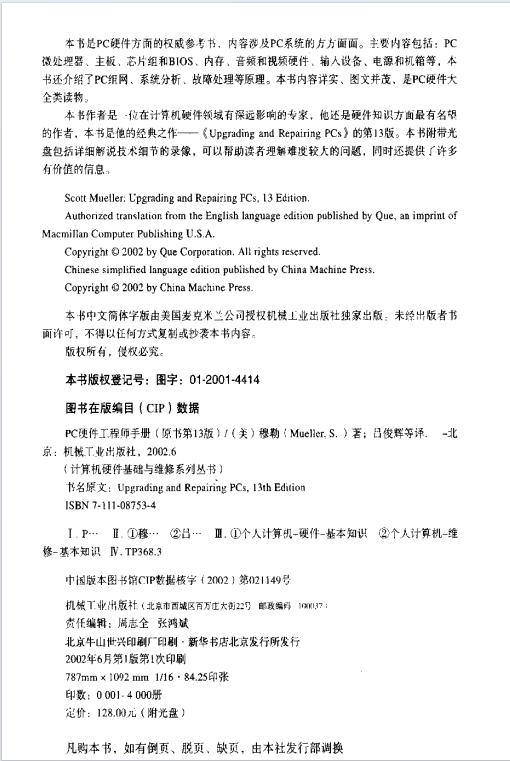 本书是PC硬件方面的权威参考书，内容涉及PC系统的方方面面。主要内容包括：PC
微处理器、主板、芯片组和BIOS、内存、音频和视频硬件、输入设备、电源和机箱等，本
书还介绍了PC组网、系统分析、故障处理等原理。本书内容详实、图文并茂，是PC硬件大
全类读物。
本书作者是一位在计算机硬件领域有深远影响的专家，他还是硬件知识方面最有名望
的作者，本书是他的经典之作——《Upgrading and Repairing PCs》的第13版。本书附带光
盘包括详细解说技术细节的录像，可以帮助读者理解难度较大的问题，同时还提供了许多
有价值的信息。
Scott Mueller: Upgrading and Repairing PCs, 13 Edition.
Authorized translation from the English language edition published by Que, an imprint of
Macmillan Computer Publishing U.S.A.
Copyright © 2002 by Que Corporation. All rights reserved.
Chinese simplified language edition published by China Machine Press.
Copyright © 2002 by China Machine Press.
本书中文简体字版由美国麦克米兰公司授权机械工业出版社独家出版，未经出版者书
面许可，不得以任何方式复制或抄袭本书内容。
版权所有，侵权必究。
本书版权登记号：图字：01-2001-4414
图书在版编目（CIP）数据
PC硬件工程师手册（原书第13版）/（美）穆勒（Mueller, S.）著；吕俊辉等译. -北
京：机械工业出版社，2002.6
（计算机硬件基础与维修系列丛书）
书名原文：Upgrading and Repairing PCs, 13th Edition
ISBN 7-111-08753-4
Ⅰ.P… Ⅱ.①穆… ②吕… Ⅲ.①个人计算机-硬件-基本知识 ②个人计算机-维
修-基本知识 Ⅳ.TP368.3
中国版本图书馆CIP数据核字（2002）第021149号
机械工业出版社（北京市西城区百万庄大街22号 邮政编码 100037）
责任编辑：周志全 张鸿斌
北京牛山世兴印刷厂印刷·新华书店北京发行所发行
2002年6月第1版第1次印刷
787mm × 1092 mm 1/16 · 84.25印张
印数：0 001- 4 000册
定价：128.00元（附光盘）
凡购本书，如有倒页、脱页、缺页，由本社发行部调换